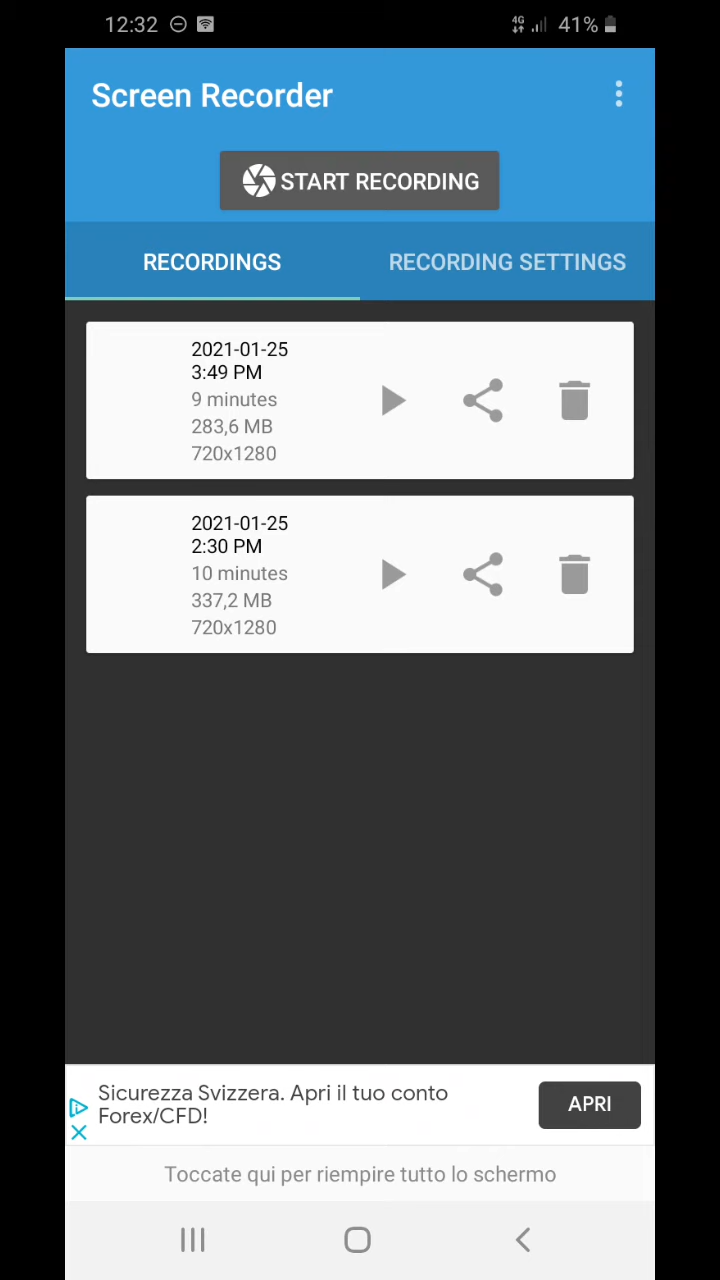 12:32
4G 41%
Screen Recorder
START RECORDING
RECORDINGS
RECORDING SETTINGS
2021-01-25
3:49 PM
9 minutes
283,6 MB
720x1280
2021-01-25
2:30 PM
10 minutes
337,2 MB
720x1280
Sicurezza Svizzera. Apri il tuo conto
Forex/CFD!
APRI
Toccate qui per riempire tutto lo schermo